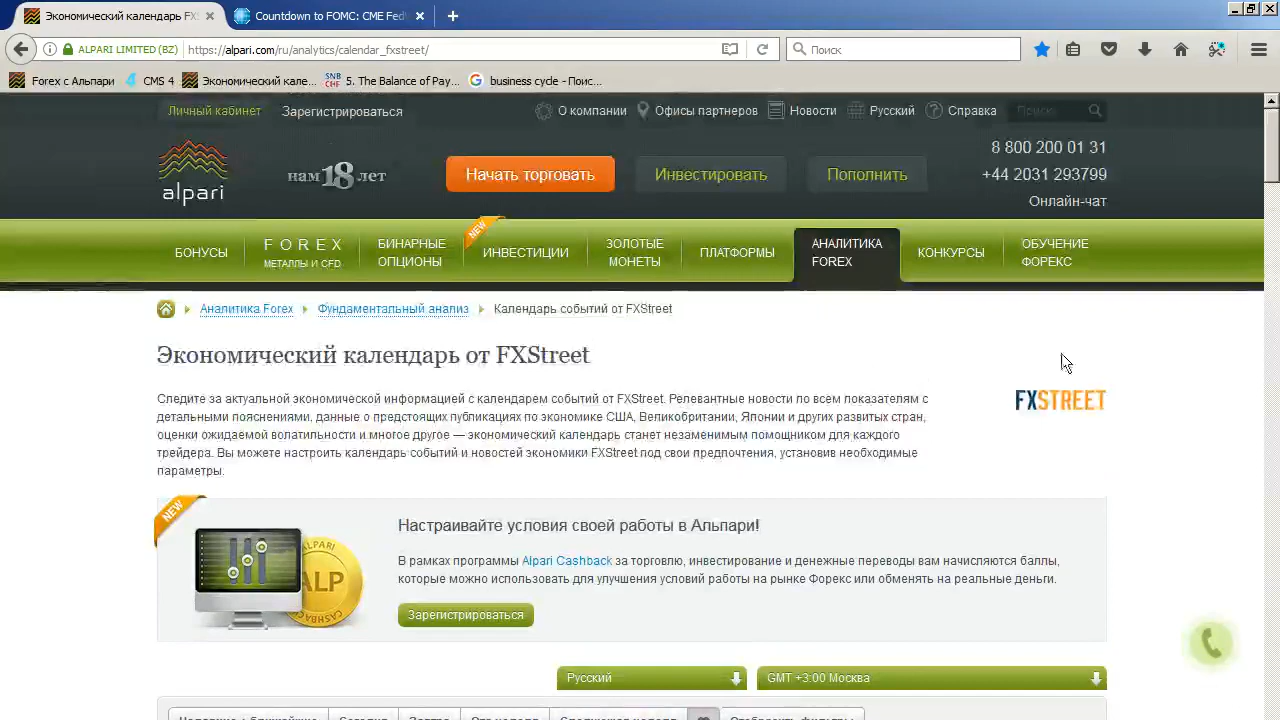 Экономический календарь FX
Countdown to FOMC: CME Fed
ALPARI LIMITED (BZ)
https://alpari.com/ru/analytics/calendar_fxstreet/
Поиск
Forex с Альпари
CMS 4
Экономический кале...
SNB CHF
5. The Balance of Pay...
business cycle - Поис...
Личный кабинет
Зарегистрироваться
О компании
Офисы партнеров
Новости
Русский
Справка
Поиск
alpari
нам 18 лет
Начать торговать
Инвестировать
Пополнить
8 800 200 01 31
+44 2031 293799
Онлайн-чат
БОНУСЫ
FOREX
МЕТАЛЛЫ И CFD
БИНАРНЫЕ
ОПЦИОНЫ
NEW
ИНВЕСТИЦИИ
ЗОЛОТЫЕ
МОНЕТЫ
ПЛАТФОРМЫ
АНАЛИТИКА
FOREX
КОНКУРСЫ
ОБУЧЕНИЕ
ФОРЕКС
Аналитика Forex
Фундаментальный анализ
Календарь событий от FXStreet
Экономический календарь от FXStreet
FXSTREET
Следите за актуальной экономической информацией с календарем событий от FXStreet. Релевантные новости по всем показателям с
детальными пояснениями, данные о предстоящих публикациях по экономике США, Великобритании, Японии и других развитых стран,
оценки ожидаемой волатильности и многое другое — экономический календарь станет незаменимым помощником для каждого
трейдера. Вы можете настроить календарь событий и новостей экономики FXStreet под свои предпочтения, установив необходимые
параметры.
NEW
ALPARI
ALP
CASHBACK
Настраивайте условия своей работы в Альпари!
В рамках программы Alpari Cashback за торговлю, инвестирование и денежные переводы вам начисляются баллы,
которые можно использовать для улучшения условий работы на рынке Форекс или обменять на реальные деньги.
Зарегистрироваться
Русский
GMT +3:00 Москва